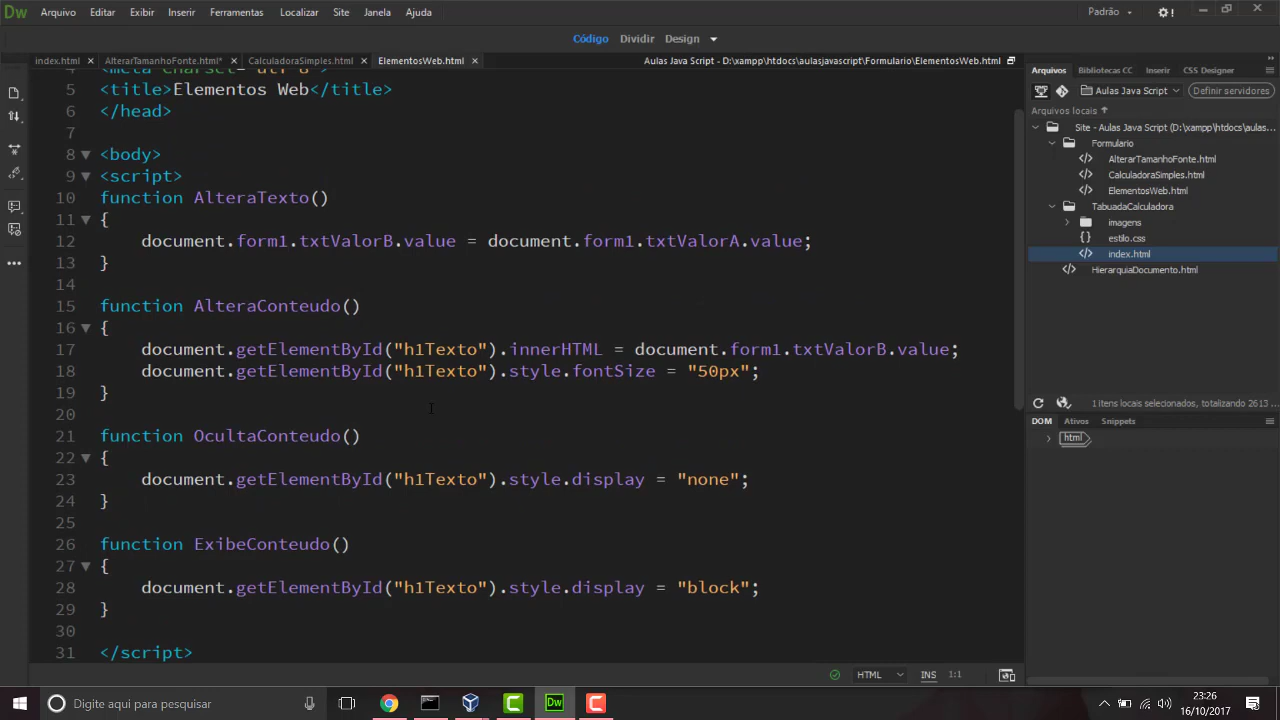 Dw Arquivo Editar Exibir Inserir Ferramentas Localizar Site Janela Ajuda Padrão
Código Dividir Design
index.html AlterarTamanhoFonte.html* CalculadoraSimples.html ElementosWeb.html Aulas Java Script - D:\xampp\htdocs\aulasjavascript\Formulario\ElementosWeb.html
5 <title>Elementos Web</title>
6 </head>
7
8 <body>
9 <script>
10 function AlteraTexto()
11 {
12 document.form1.txtValorB.value = document.form1.txtValorA.value;
13 }
14
15 function AlteraConteudo()
16 {
17 document.getElementById("h1Texto").innerHTML = document.form1.txtValorB.value;
18 document.getElementById("h1Texto").style.fontSize = "50px";
19 }
20
21 function OcultaConteudo()
22 {
23 document.getElementById("h1Texto").style.display = "none";
24 }
25
26 function ExibeConteudo()
27 {
28 document.getElementById("h1Texto").style.display = "block";
29 }
30
31 </script>
HTML INS 1:1
Arquivos Bibliotecas CC Inserir CSS Designer
Aulas Java Script Definir servidores
Arquivos locais
Site - Aulas Java Script (D:\xampp\htdocs\aulas...
Formulario
AlterarTamanhoFonte.html
CalculadoraSimples.html
ElementosWeb.html
TabuadaCalculadora
imagens
estilo.css
index.html
HierarquiaDocumento.html
1 itens locais selecionados, totalizando 2613 ...
DOM Ativos Snippets
html
Digite aqui para pesquisar
23:26
16/10/2017